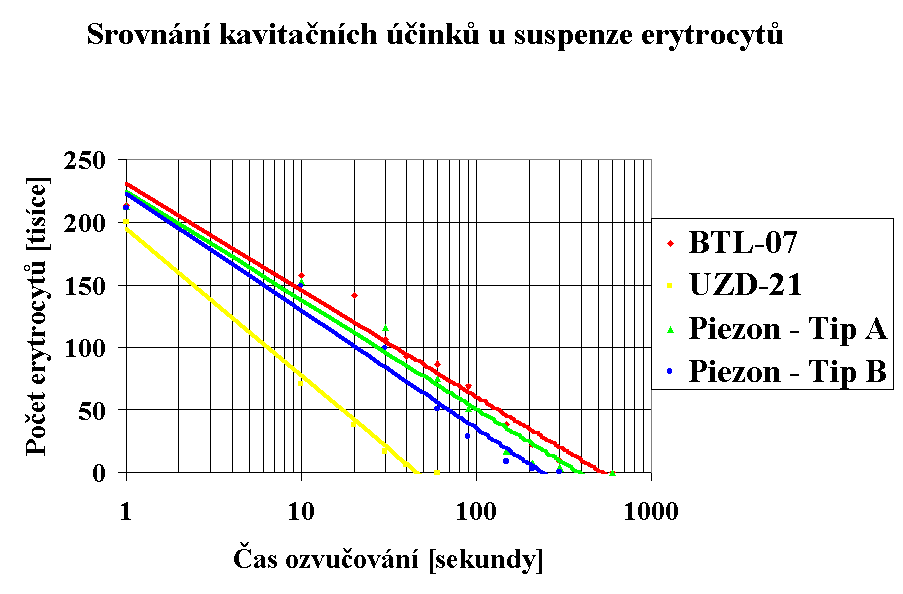 Srovnání kavitačních účinků u suspenze erytrocytů
Počet erytrocytů [tisíce]
250
200
150
100
50
0
1
10
100
1000
Čas ozvučování [sekundy]
BTL-07
UZD-21
Piezon - Tip A
Piezon - Tip B